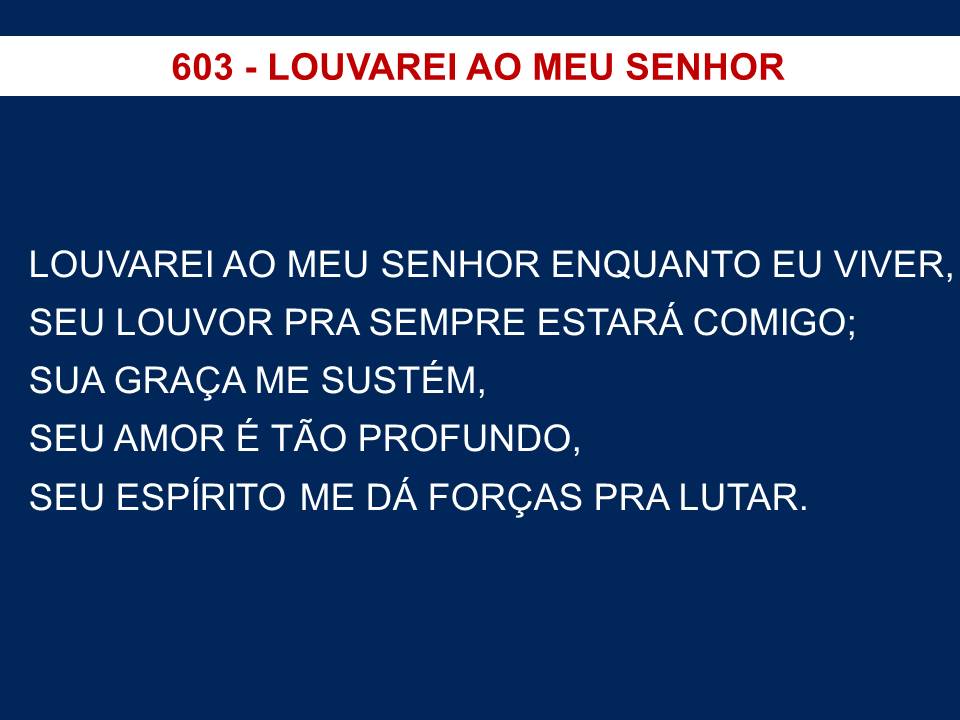 603 - LOUVAREI AO MEU SENHOR
LOUVAREI AO MEU SENHOR ENQUANTO EU VIVER,
SEU LOUVOR PRA SEMPRE ESTARÁ COMIGO;
SUA GRAÇA ME SUSTÉM,
SEU AMOR É TÃO PROFUNDO,
SEU ESPÍRITO ME DÁ FORÇAS PRA LUTAR.